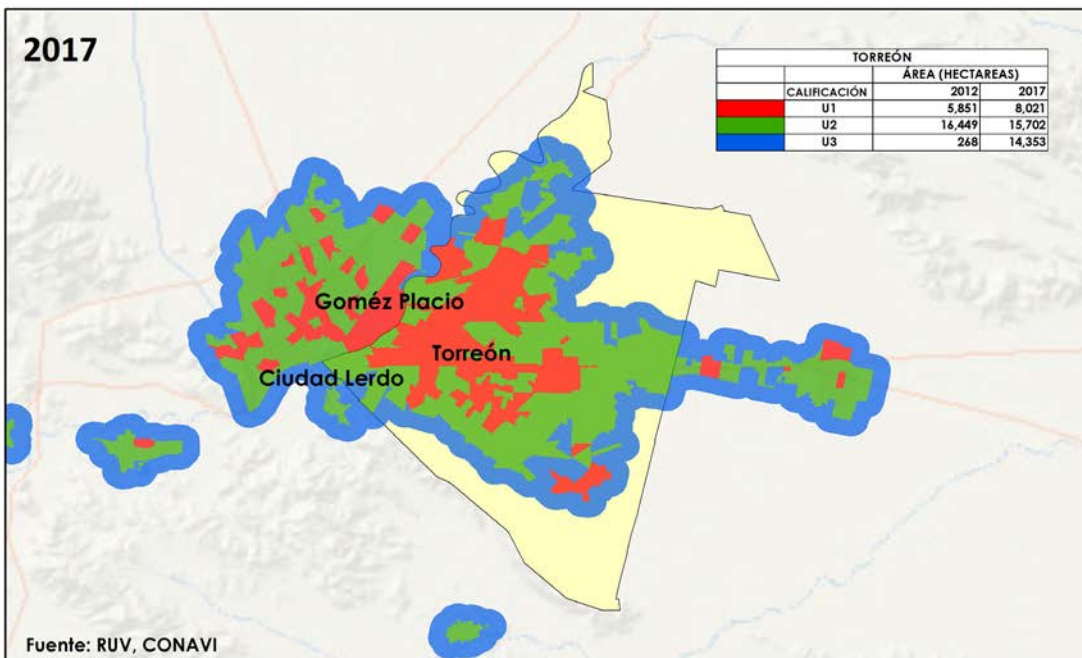 2017
TORREÓN
ÁREA (HECTAREAS)
CALIFICACIÓN 2012 2017
U1 5,851 8,021
U2 16,449 15,702
U3 268 14,353
Goméz Placio
Torreón
Ciudad Lerdo
Fuente: RUV, CONAVI